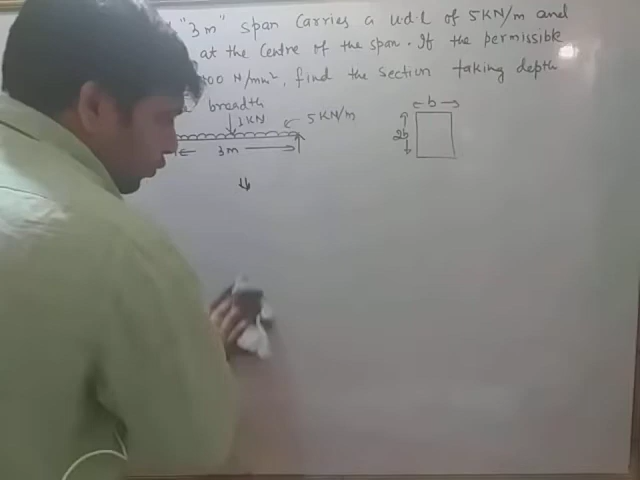 "3m" span Carries a u.d.l of 5KN/m and
at the Centre of the span. If the permissible
00 N/mm², find the section taking depth
breadth
b
5KN/m
2b
3m